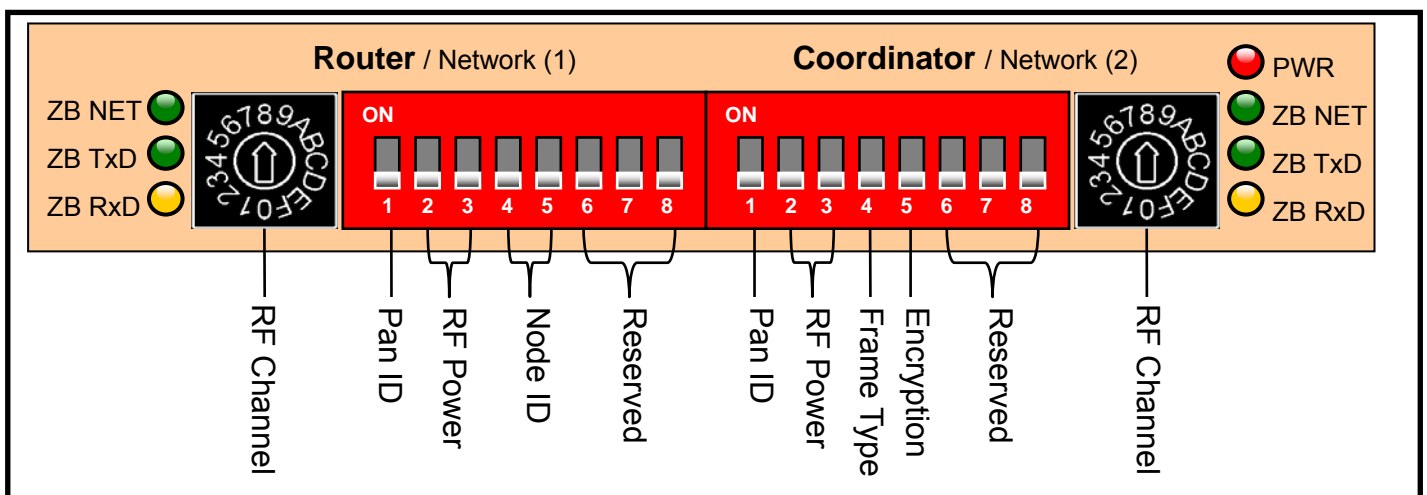 Router / Network (1)
Coordinator / Network (2)
ZB NET
ZB TxD
ZB RxD
0123456789ABCDEF
ON
1 2 3 4 5 6 7 8
ON
1 2 3 4 5 6 7 8
0123456789ABCDEF
PWR
ZB NET
ZB TxD
ZB RxD
RF Channel
Pan ID
RF Power
Node ID
Reserved
Pan ID
RF Power
Frame Type
Encryption
Reserved
RF Channel